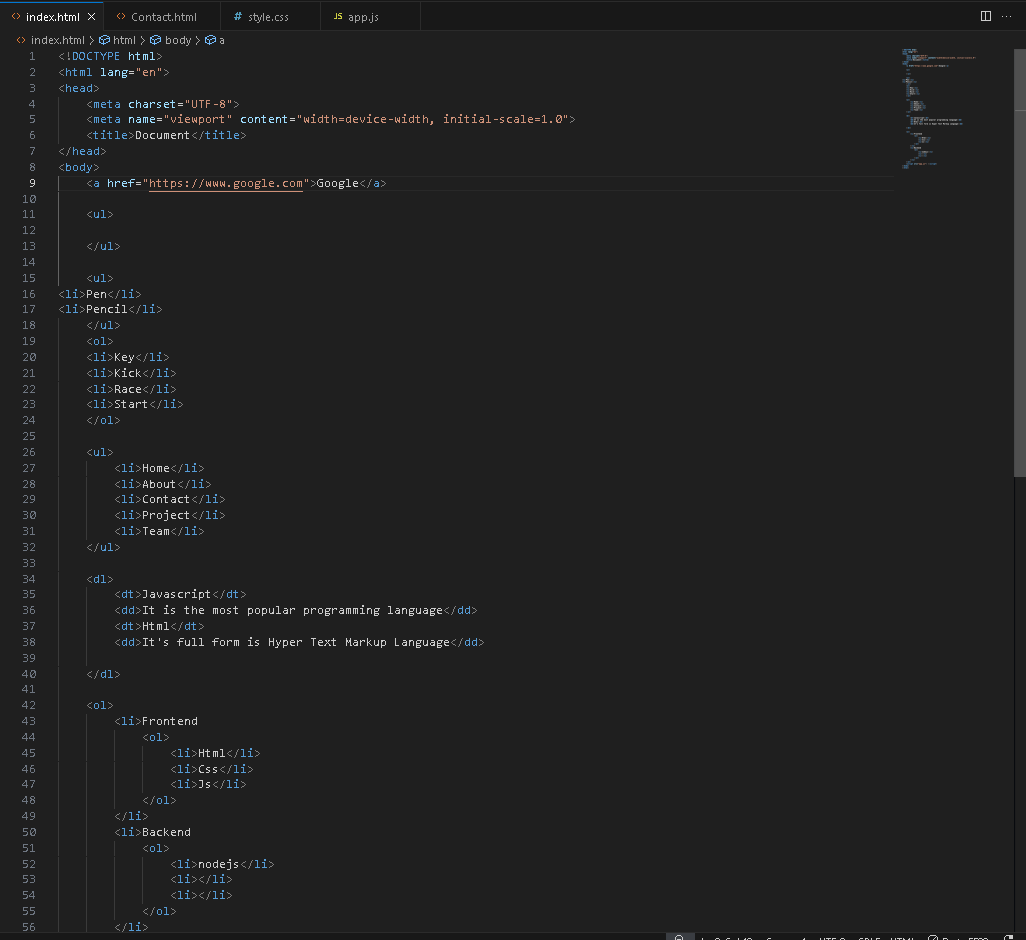 index.html
Contact.html
# style.css
JS app.js
index.html > html > body > a
1 <!DOCTYPE html>
2 <html lang="en">
3 <head>
4     <meta charset="UTF-8">
5     <meta name="viewport" content="width=device-width, initial-scale=1.0">
6     <title>Document</title>
7 </head>
8 <body>
9     <a href="https://www.google.com">Google</a>
10
11     <ul>
12
13     </ul>
14
15     <ul>
16 <li>Pen</li>
17 <li>Pencil</li>
18     </ul>
19     <ol>
20     <li>Key</li>
21     <li>Kick</li>
22     <li>Race</li>
23     <li>Start</li>
24     </ol>
25
26     <ul>
27         <li>Home</li>
28         <li>About</li>
29         <li>Contact</li>
30         <li>Project</li>
31         <li>Team</li>
32     </ul>
33
34     <dl>
35         <dt>Javascript</dt>
36         <dd>It is the most popular programming language</dd>
37         <dt>Html</dt>
38         <dd>It's full form is Hyper Text Markup Language</dd>
39
40     </dl>
41
42     <ol>
43         <li>Frontend
44             <ol>
45                 <li>Html</li>
46                 <li>Css</li>
47                 <li>Js</li>
48             </ol>
49         </li>
50         <li>Backend
51             <ol>
52                 <li>nodejs</li>
53                 <li></li>
54                 <li></li>
55             </ol>
56         </li>